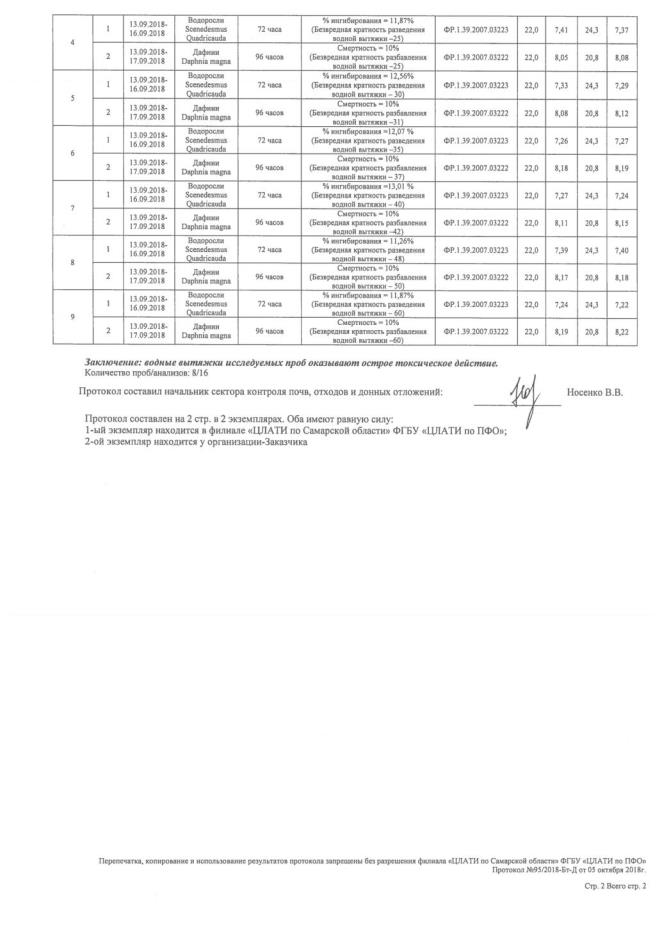 4 1 13.09.2018- 16.09.2018 Водоросли Scenedesmus Quadricauda 72 часа % ингибирования = 11,87% (Безвредная кратность разведения водной вытяжки –25) ФР.1.39.2007.03223 22,0 7,41 24,3 7,37
2 13.09.2018- 17.09.2018 Дафнии Daphnia magna 96 часов Смертность = 10% (Безвредная кратность разбавления водной вытяжки –25) ФР.1.39.2007.03222 22,0 8,05 20,8 8,08
5 1 13.09.2018- 16.09.2018 Водоросли Scenedesmus Quadricauda 72 часа % ингибирования = 12,56% (Безвредная кратность разведения водной вытяжки – 30) ФР.1.39.2007.03223 22,0 7,33 24,3 7,29
2 13.09.2018- 17.09.2018 Дафнии Daphnia magna 96 часов Смертность = 10% (Безвредная кратность разбавления водной вытяжки –31) ФР.1.39.2007.03222 22,0 8,08 20,8 8,12
6 1 13.09.2018- 16.09.2018 Водоросли Scenedesmus Quadricauda 72 часа % ингибирования =12,07 % (Безвредная кратность разведения водной вытяжки –35) ФР.1.39.2007.03223 22,0 7,26 24,3 7,27
2 13.09.2018- 17.09.2018 Дафнии Daphnia magna 96 часов Смертность = 10% (Безвредная кратность разбавления водной вытяжки – 37) ФР.1.39.2007.03222 22,0 8,18 20,8 8,19
7 1 13.09.2018- 16.09.2018 Водоросли Scenedesmus Quadricauda 72 часа % ингибирования =13,01 % (Безвредная кратность разведения водной вытяжки – 40) ФР.1.39.2007.03223 22,0 7,27 24,3 7,24
2 13.09.2018- 17.09.2018 Дафнии Daphnia magna 96 часов Смертность = 10% (Безвредная кратность разбавления водной вытяжки –42) ФР.1.39.2007.03222 22,0 8,11 20,8 8,15
8 1 13.09.2018- 16.09.2018 Водоросли Scenedesmus Quadricauda 72 часа % ингибирования = 11,26% (Безвредная кратность разведения водной вытяжки – 48) ФР.1.39.2007.03223 22,0 7,39 24,3 7,40
2 13.09.2018- 17.09.2018 Дафнии Daphnia magna 96 часов Смертность = 10% (Безвредная кратность разбавления водной вытяжки – 50) ФР.1.39.2007.03222 22,0 8,17 20,8 8,18
9 1 13.09.2018- 16.09.2018 Водоросли Scenedesmus Quadricauda 72 часа % ингибирования = 11,87% (Безвредная кратность разведения водной вытяжки – 60) ФР.1.39.2007.03223 22,0 7,24 24,3 7,22
2 13.09.2018- 17.09.2018 Дафнии Daphnia magna 96 часов Смертность = 10% (Безвредная кратность разбавления водной вытяжки –60) ФР.1.39.2007.03222 22,0 8,19 20,8 8,22
Заключение: водные вытяжки исследуемых проб оказывают острое токсическое действие.
Количество проб/анализов: 8/16
Протокол составил начальник сектора контроля почв, отходов и донных отложений: Носенко В.В.
Протокол составлен на 2 стр. в 2 экземплярах. Оба имеют равную силу:
1-ый экземпляр находится в филиале «ЦЛАТИ по Самарской области» ФГБУ «ЦЛАТИ по ПФО»;
2-ой экземпляр находится у организации-Заказчика
Перепечатка, копирование и использование результатов протокола запрещены без разрешения филиала «ЦЛАТИ по Самарской области» ФГБУ «ЦЛАТИ по ПФО»
Протокол №95/2018-Бт-Д от 05 октября 2018г.
Стр. 2 Всего стр. 2